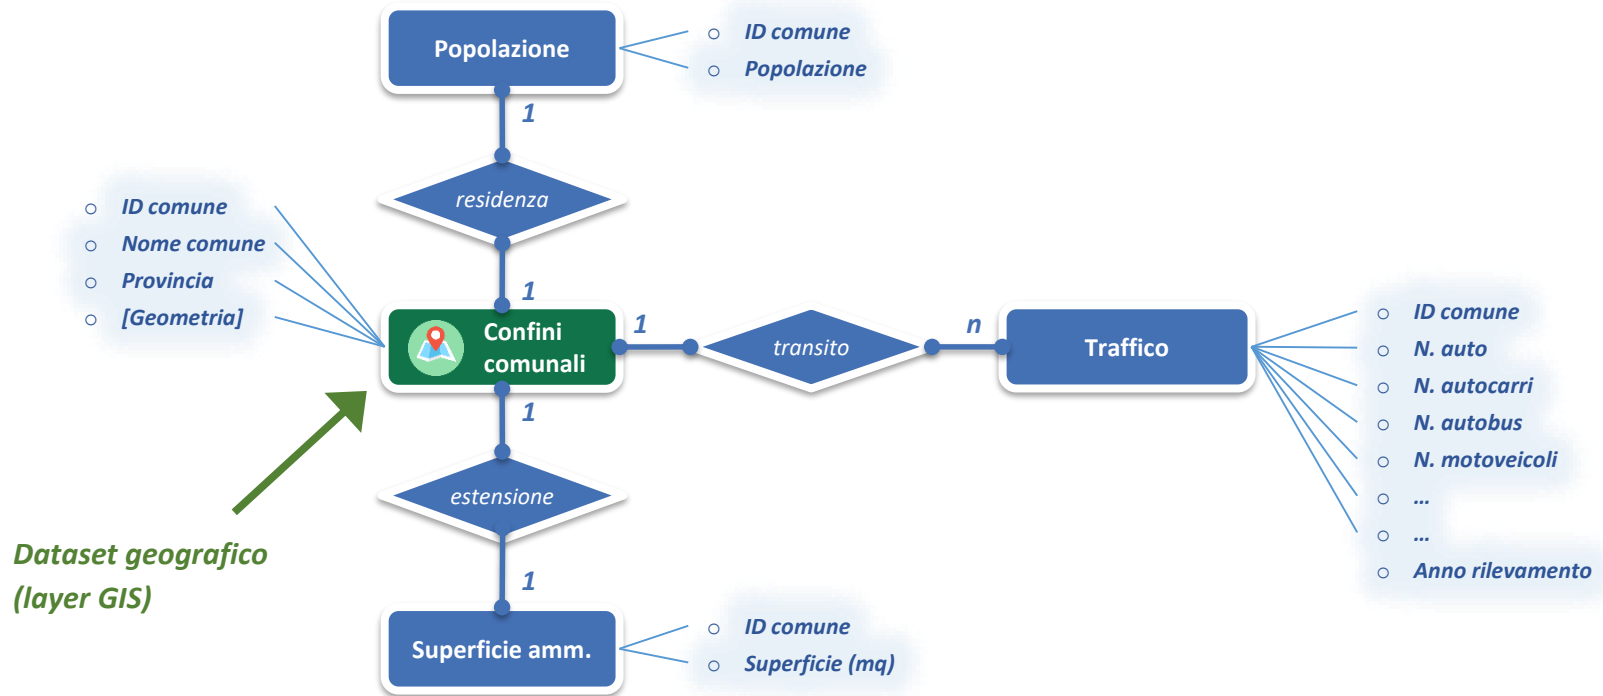 Popolazione
ID comune
Popolazione
1
residenza
ID comune
Nome comune
Provincia
[Geometria]
1
Confini
comunali
1
transito
n
Traffico
ID comune
N. auto
N. autocarri
N. autobus
N. motoveicoli
...
...
Anno rilevamento
1
estensione
Dataset geografico
(layer GIS)
1
Superficie amm.
ID comune
Superficie (mq)